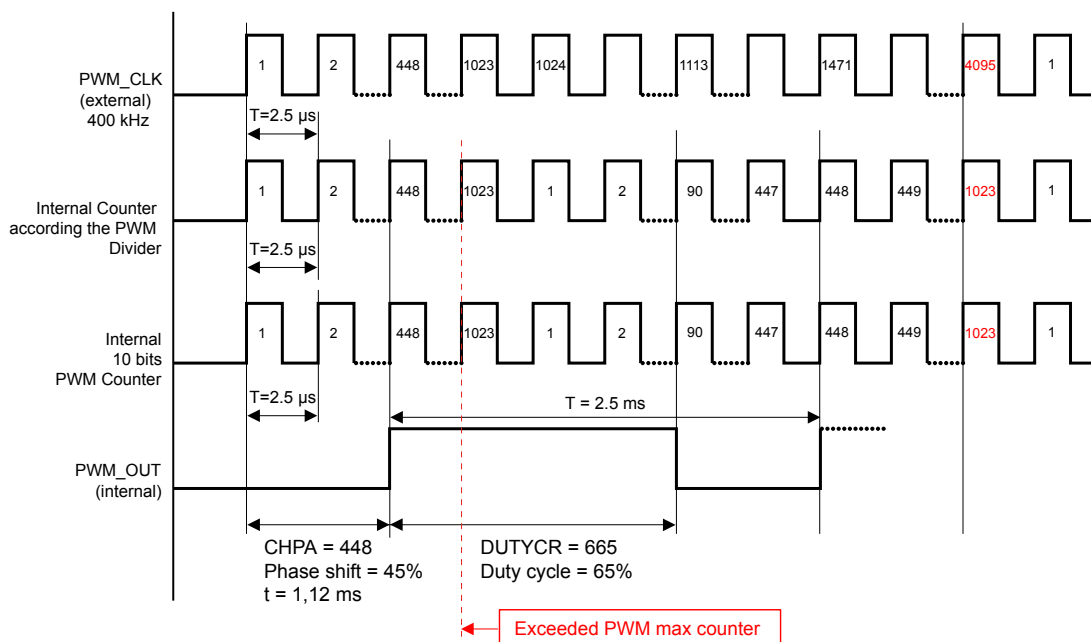 PWM_CLK
(external)
400 kHz
1 2 448 1023 1024 1113 1471 4095 1
T=2.5 µs
Internal Counter
according the PWM
Divider
1 2 448 1023 1 2 90 447 448 449 1023 1
T=2.5 µs
Internal
10 bits
PWM Counter
1 2 448 1023 1 2 90 447 448 449 1023 1
T=2.5 µs
T = 2.5 ms
PWM_OUT
(internal)
CHPA = 448
Phase shift = 45%
t = 1,12 ms
DUTYCR = 665
Duty cycle = 65%
Exceeded PWM max counter